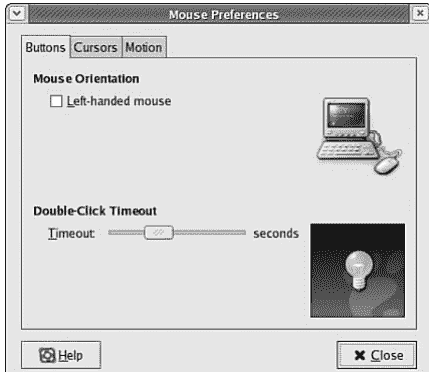 Mouse Preferences
Buttons Cursors Motion
Mouse Orientation
Left-handed mouse
Double-Click Timeout
Timeout: seconds
Help Close